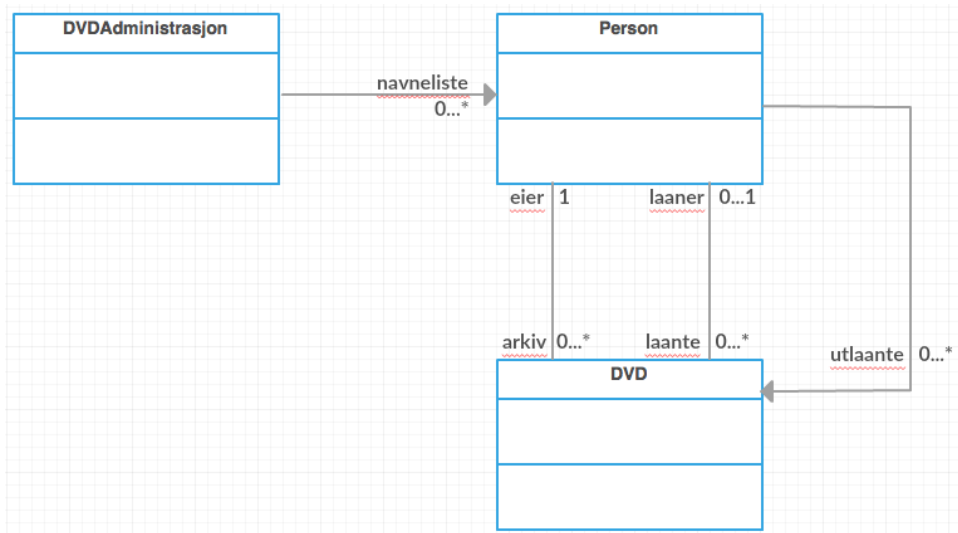 DVDAdministrasjon
Person
navneliste
0...*
eier 1
laaner 0...1
arkiv 0...*
laante 0...*
utlaante 0...*
DVD